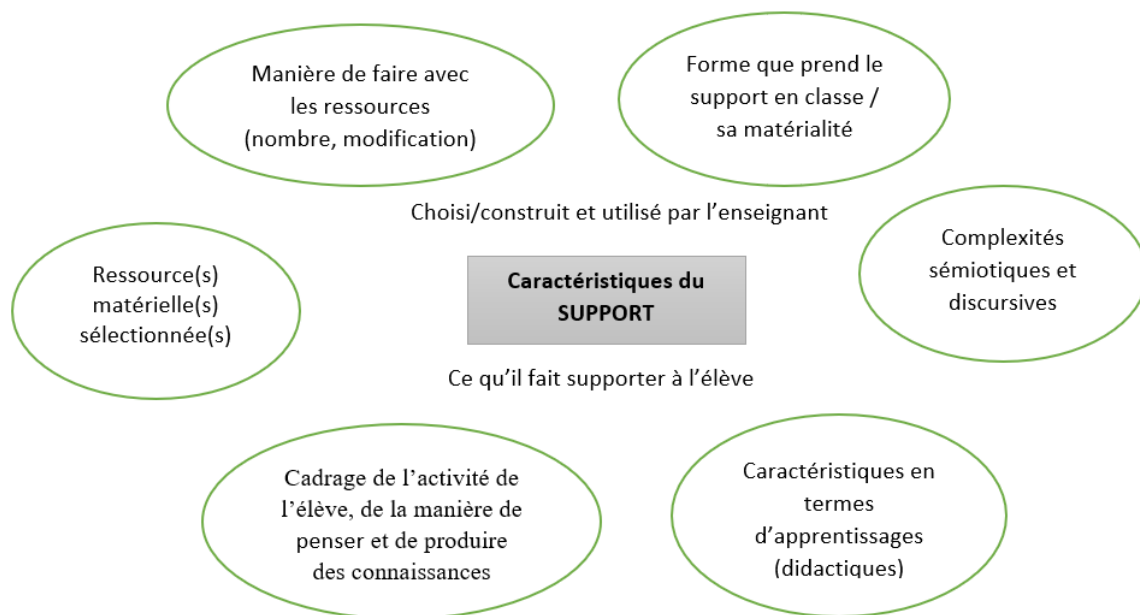 Manière de faire avec
les ressources
(nombre, modification)
Forme que prend le
support en classe /
sa matérialité
Choisi/construit et utilisé par l’enseignant
Ressource(s)
matérielle(s)
sélectionnée(s)
Caractéristiques du
SUPPORT
Complexités
sémiotiques et
discursives
Ce qu’il fait supporter à l’élève
Cadrage de l’activité de
l’élève, de la manière de
penser et de produire
des connaissances
Caractéristiques en
termes
d’apprentissages
(didactiques)